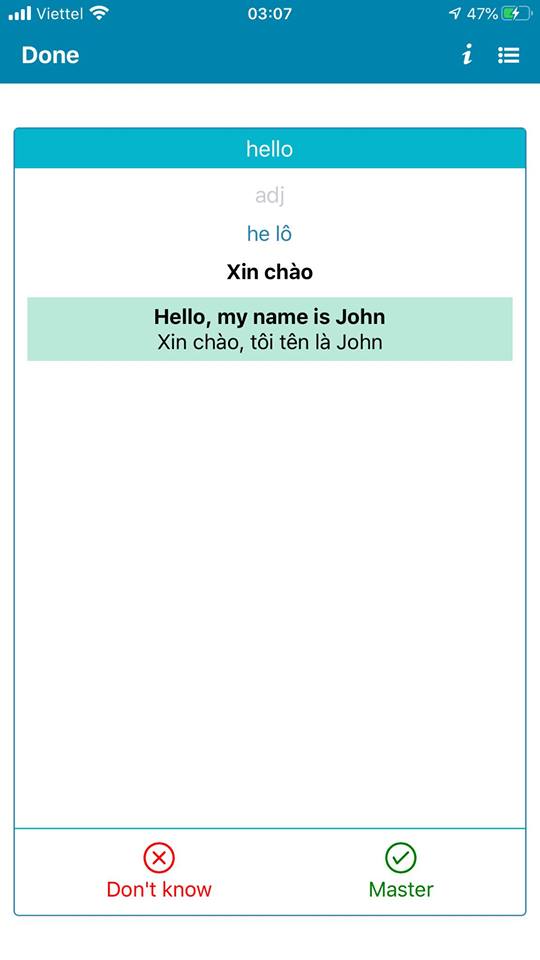 Viettel 03:07 47%
Done i
hello
adj
he lô
Xin chào
Hello, my name is John
Xin chào, tôi tên là John
Don't know Master